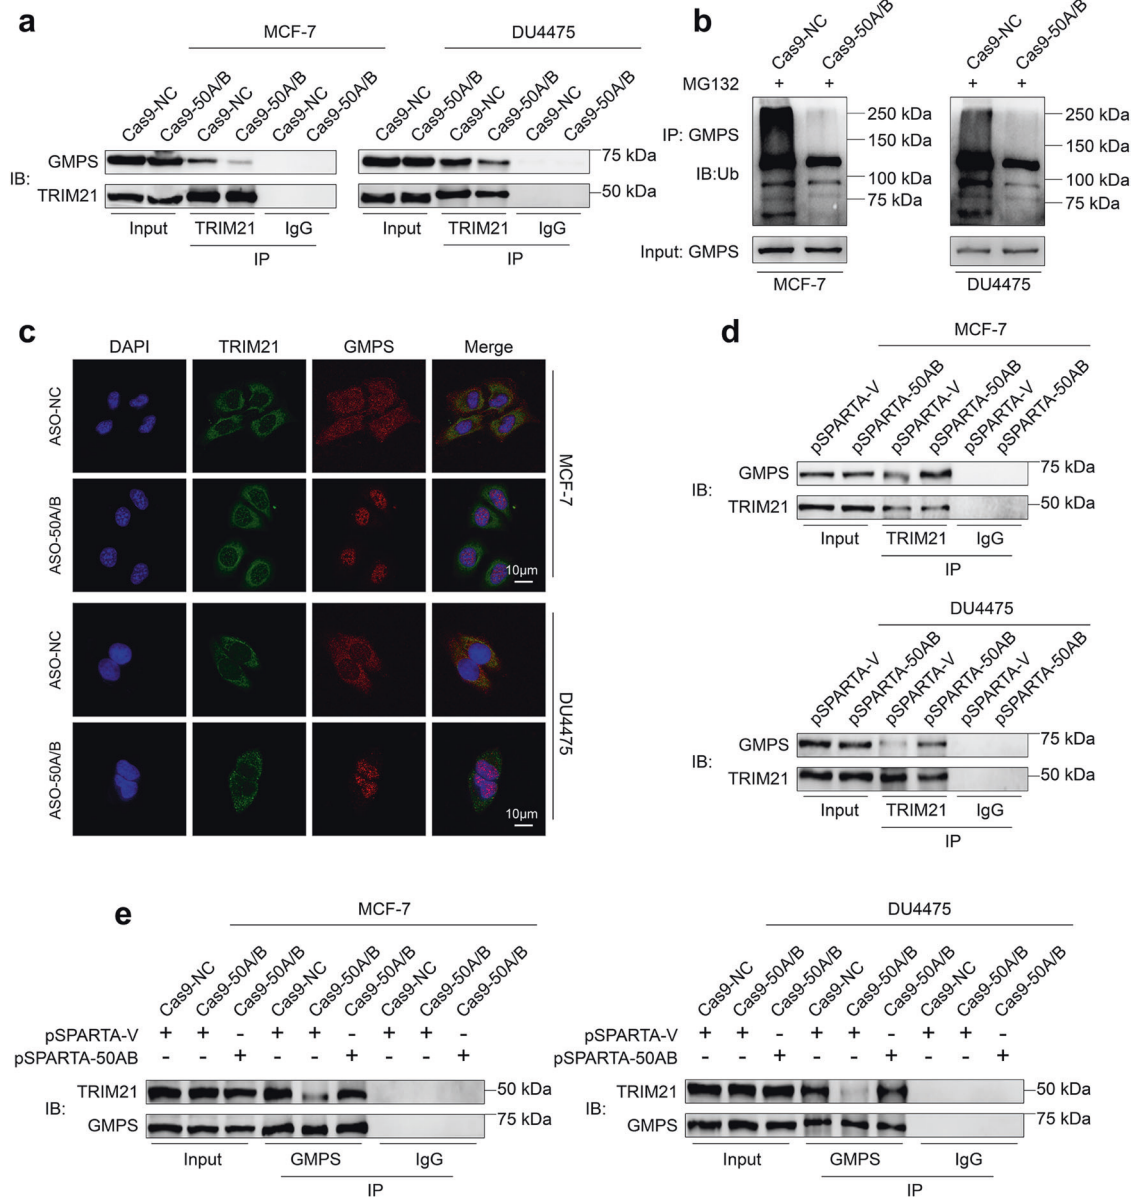 a
MCF-7
DU4475
Cas9-NC
Cas9-50A/B
Cas9-NC
Cas9-50A/B
Cas9-NC
Cas9-50A/B
Cas9-NC
Cas9-50A/B
Cas9-NC
Cas9-50A/B
Cas9-NC
Cas9-50A/B
IB:
GMPS
TRIM21
75 kDa
50 kDa
Input
TRIM21
IgG
IP
Input
TRIM21
IgG
IP
b
Cas9-NC
Cas9-50A/B
Cas9-NC
Cas9-50A/B
MG132 + + + +
IP: GMPS
IB:Ub
250 kDa
150 kDa
100 kDa
75 kDa
250 kDa
150 kDa
100 kDa
75 kDa
Input: GMPS
MCF-7
DU4475
c
DAPI TRIM21 GMPS Merge
ASO-NC
ASO-50A/B
10μm
MCF-7
ASO-NC
ASO-50A/B
10μm
DU4475
d
MCF-7
pSPARTA-V
pSPARTA-50AB
pSPARTA-V
pSPARTA-50AB
pSPARTA-V
pSPARTA-50AB
IB:
GMPS
TRIM21
75 kDa
50 kDa
Input
TRIM21
IgG
IP
DU4475
pSPARTA-V
pSPARTA-50AB
pSPARTA-V
pSPARTA-50AB
pSPARTA-V
pSPARTA-50AB
IB:
GMPS
TRIM21
75 kDa
50 kDa
Input
TRIM21
IgG
IP
e
MCF-7
Cas9-NC
Cas9-50A/B
Cas9-50A/B
Cas9-NC
Cas9-50A/B
Cas9-50A/B
Cas9-NC
Cas9-50A/B
Cas9-50A/B
pSPARTA-V + + - + + - + + -
pSPARTA-50AB - - + - - + - - +
IB:
TRIM21
GMPS
50 kDa
75 kDa
Input
GMPS
IgG
IP
DU4475
Cas9-NC
Cas9-50A/B
Cas9-50A/B
Cas9-NC
Cas9-50A/B
Cas9-50A/B
Cas9-NC
Cas9-50A/B
Cas9-50A/B
pSPARTA-V + + - + + - + + -
pSPARTA-50AB - - + - - + - - +
IB:
TRIM21
GMPS
50 kDa
75 kDa
Input
GMPS
IgG
IP